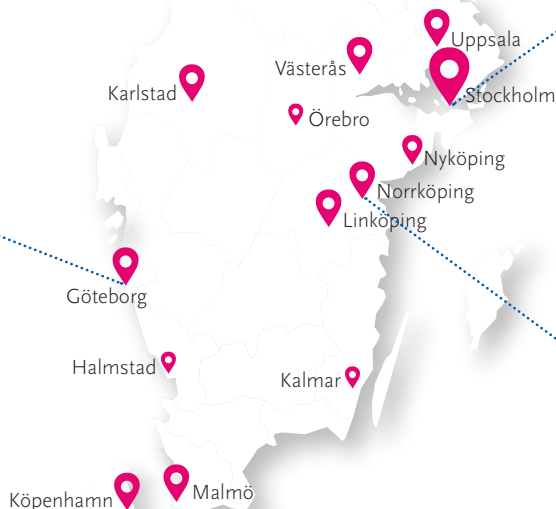 Uppsala
Västerås
Karlstad
Stockholm
Örebro
Nyköping
Norrköping
Linköping
Göteborg
Halmstad
Kalmar
Malmö
Köpenhamn